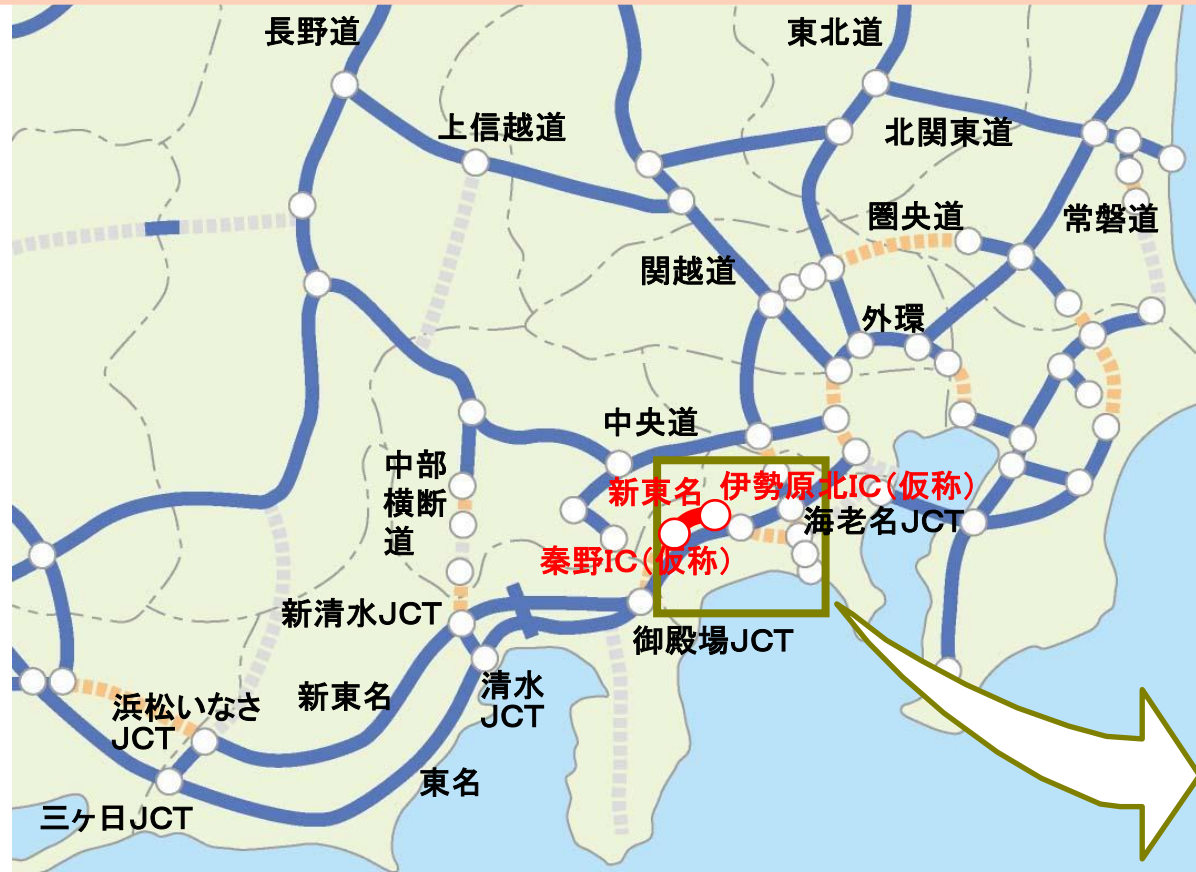 長野道
東北道
上信越道
北関東道
圏央道
常磐道
関越道
外環
中央道
中部
横断
道
新東名
伊勢原北IC(仮称)
海老名JCT
秦野IC(仮称)
新清水JCT
御殿場JCT
清水
JCT
新東名
浜松いなさ
JCT
東名
三ヶ日JCT